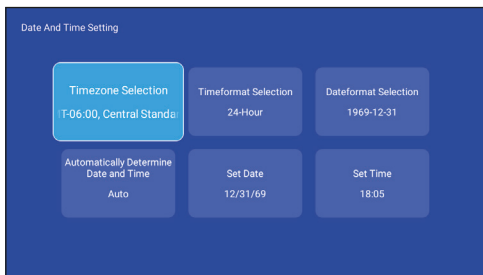 Date And Time Setting
Timezone Selection
T-06:00, Central Standa
Timeformat Selection
24-Hour
Dateformat Selection
1969-12-31
Automatically Determine
Date and Time
Auto
Set Date
12/31/69
Set Time
18:05